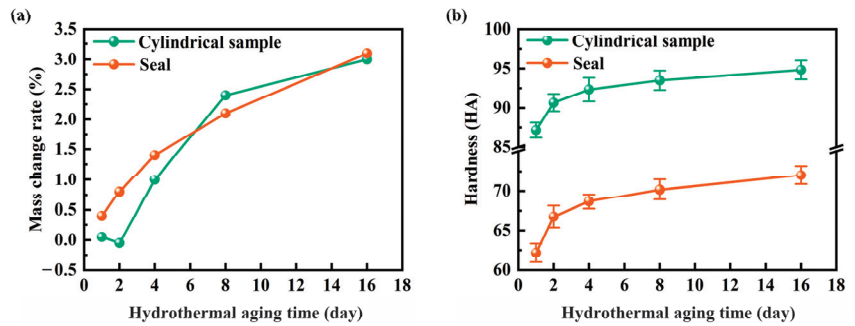 (a)
3.5
3.0
2.5
2.0
1.5
1.0
0.5
0.0
−0.5
Mass change rate (%)
Cylindrical sample
Seal
0 2 4 6 8 10 12 14 16 18
Hydrothermal aging time (day)
(b)
100
95
90
85
70
60
Hardness (HA)
Cylindrical sample
Seal
0 2 4 6 8 10 12 14 16 18
Hydrothermal aging time (day)